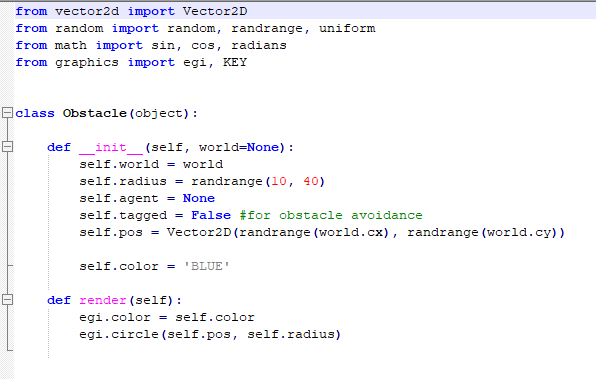 from vector2d import Vector2D
from random import random, randrange, uniform
from math import sin, cos, radians
from graphics import egi, KEY
class Obstacle(object):
def __init__(self, world=None):
self.world = world
self.radius = randrange(10, 40)
self.agent = None
self.tagged = False #for obstacle avoidance
self.pos = Vector2D(randrange(world.cx), randrange(world.cy))
self.color = 'BLUE'
def render(self):
egi.color = self.color
egi.circle(self.pos, self.radius)